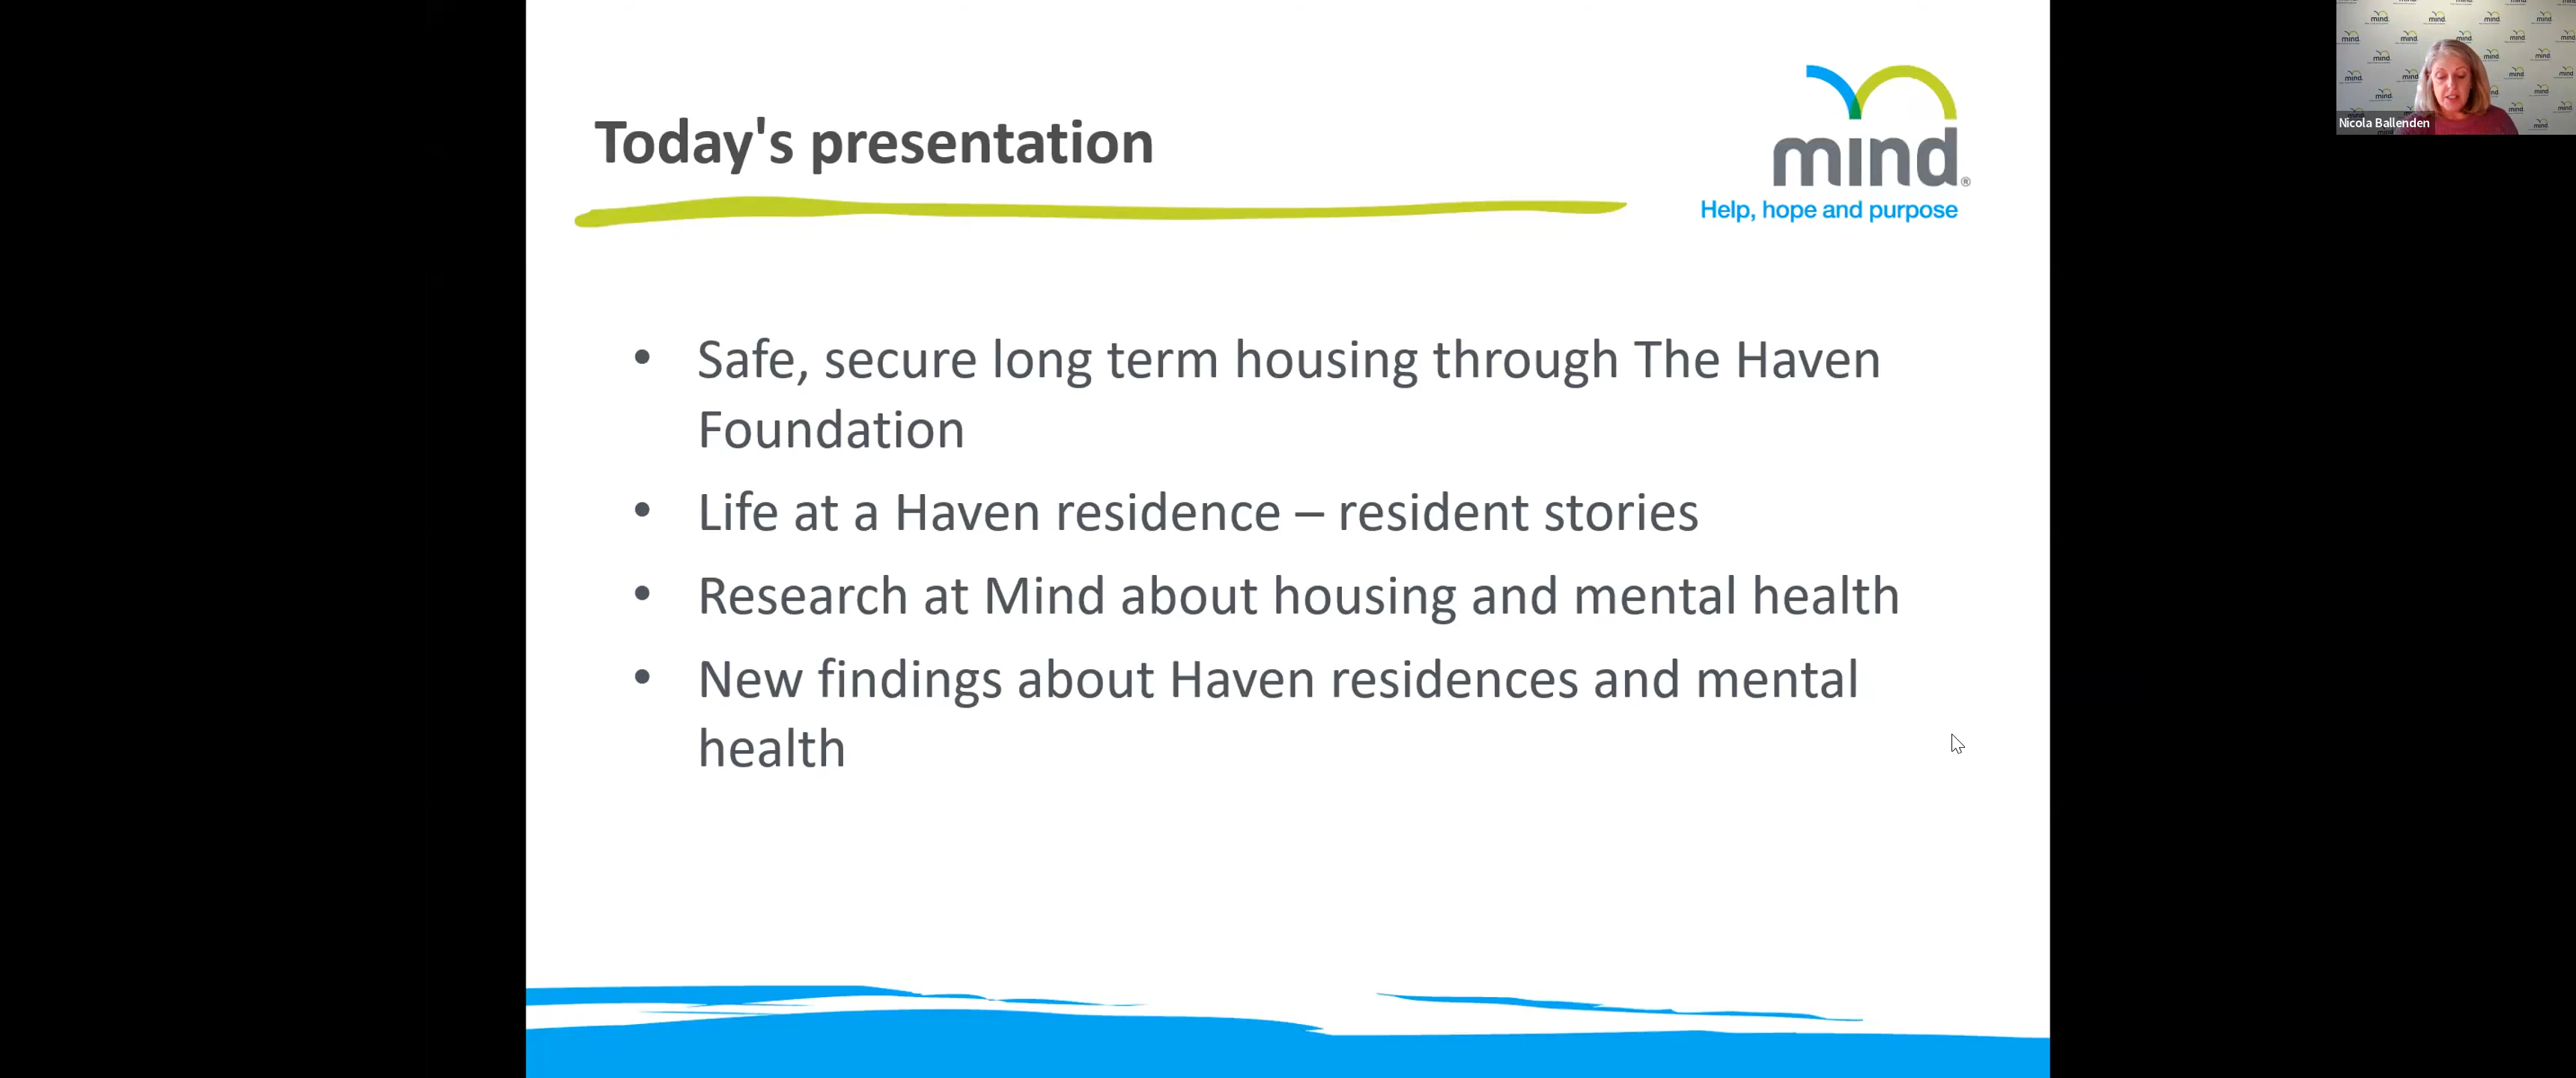 Today's presentation
mind®
Help, hope and purpose
• Safe, secure long term housing through The Haven
Foundation
• Life at a Haven residence – resident stories
• Research at Mind about housing and mental health
• New findings about Haven residences and mental
health
Nicola Ballenden